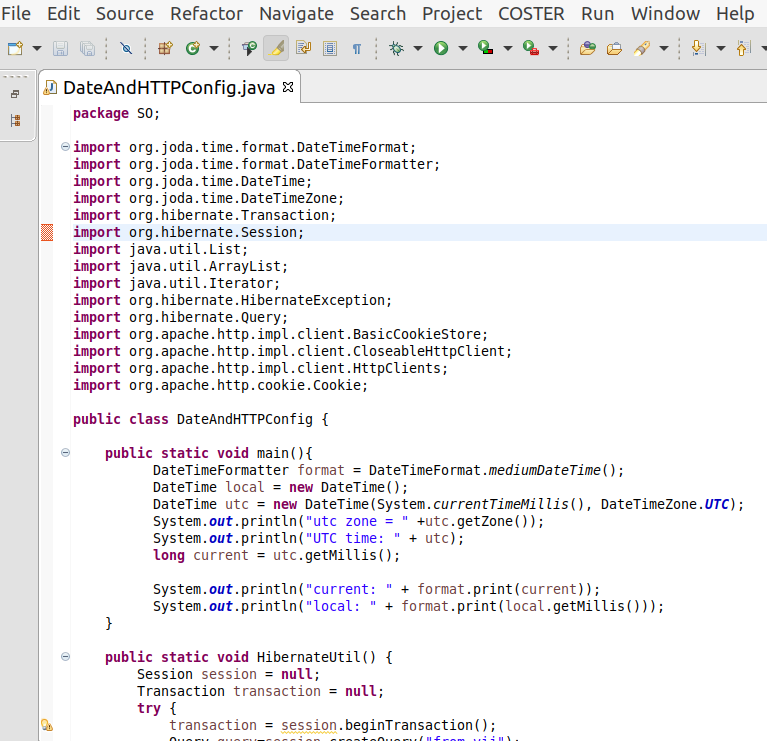 File Edit Source Refactor Navigate Search Project COSTER Run Window Help
DateAndHTTPConfig.java
package SO;
import org.joda.time.format.DateTimeFormat;
import org.joda.time.format.DateTimeFormatter;
import org.joda.time.DateTime;
import org.joda.time.DateTimeZone;
import org.hibernate.Transaction;
import org.hibernate.Session;
import java.util.List;
import java.util.ArrayList;
import java.util.Iterator;
import org.hibernate.HibernateException;
import org.hibernate.Query;
import org.apache.http.impl.client.BasicCookieStore;
import org.apache.http.impl.client.CloseableHttpClient;
import org.apache.http.impl.client.HttpClients;
import org.apache.http.cookie.Cookie;
public class DateAndHTTPConfig {
public static void main(){
DateTimeFormatter format = DateTimeFormat.mediumDateTime();
DateTime local = new DateTime();
DateTime utc = new DateTime(System.currentTimeMillis(), DateTimeZone.UTC);
System.out.println("utc zone = " +utc.getZone());
System.out.println("UTC time: " + utc);
long current = utc.getMillis();
System.out.println("current: " + format.print(current));
System.out.println("local: " + format.print(local.getMillis()));
}
public static void HibernateUtil() {
Session session = null;
Transaction transaction = null;
try {
transaction = session.beginTransaction();